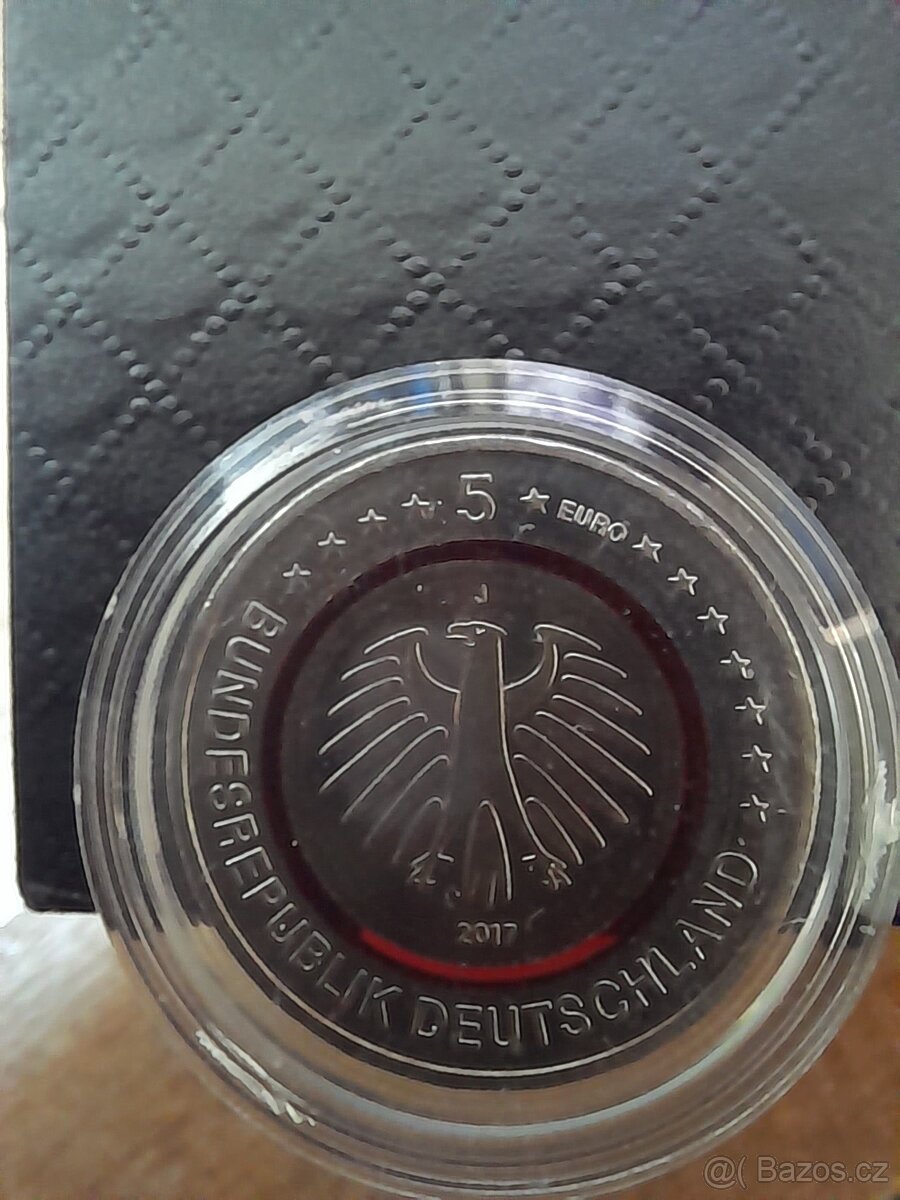 5 EURO
J
2017
BUNDESREPUBLIK DEUTSCHLAND
@( Bazos.cz